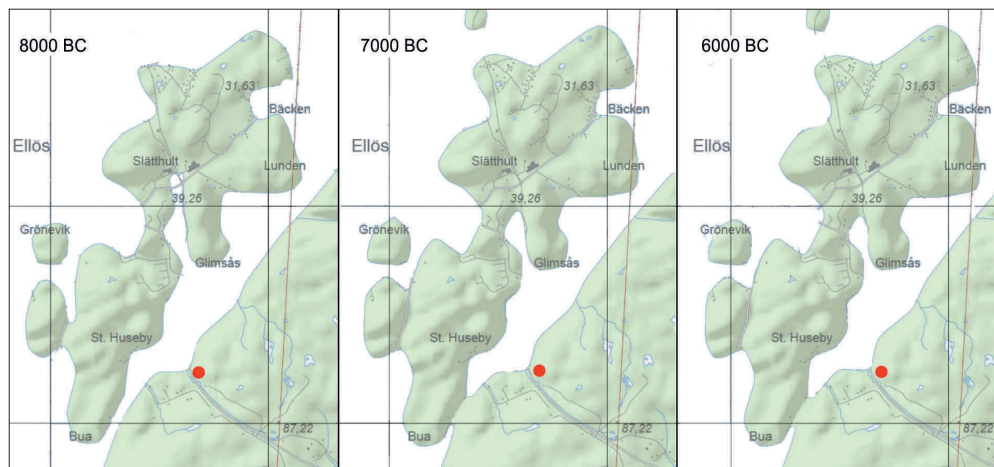 8000 BC
31,63
Bäcken
Ellös
Slätthult
Lunden
39,26
Grönevik
Glimsås
St. Huseby
Bua
87,22
7000 BC
31,63
Bäcken
Ellös
Slätthult
Lunden
39,26
Grönevik
Glimsås
St. Huseby
Bua
87,22
6000 BC
31,63
Bäcken
Ellös
Slätthult
Lunden
39,26
Grönevik
Glimsås
St. Huseby
Bua
87,22